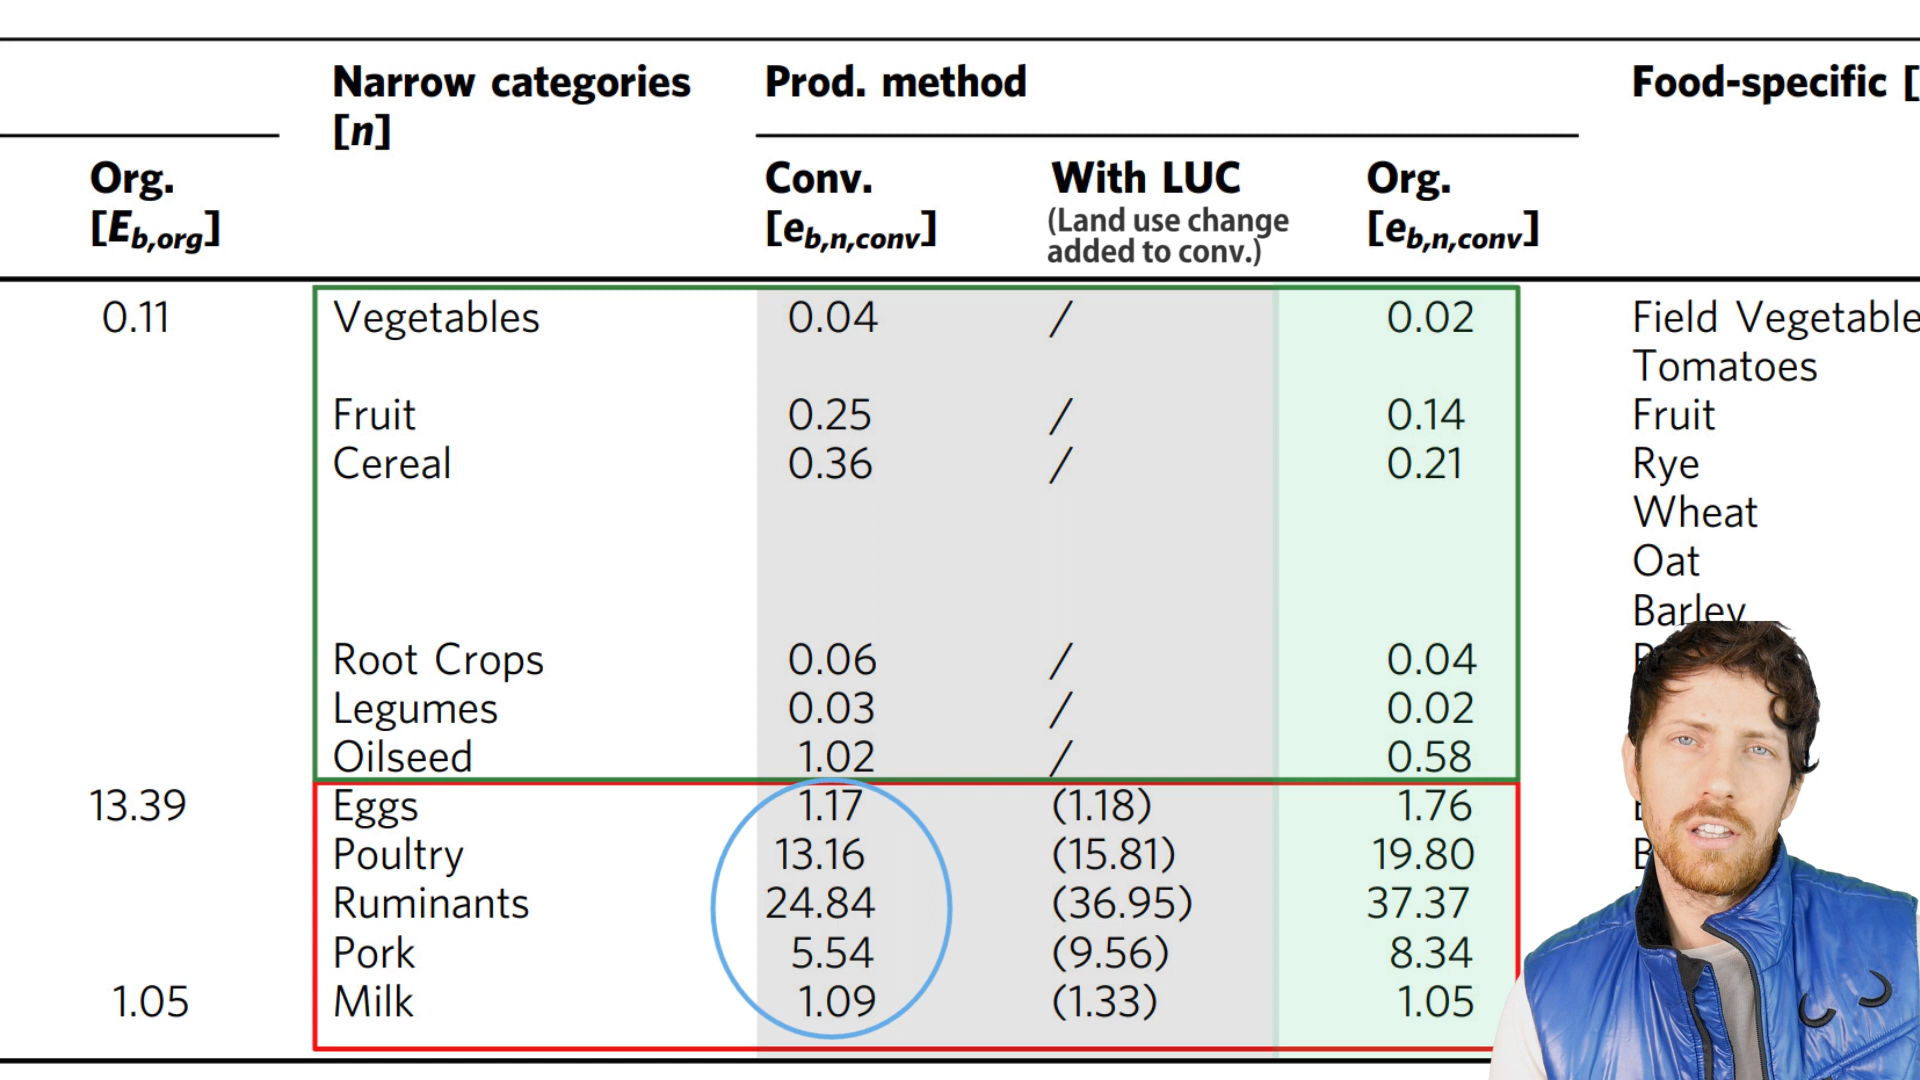 Narrow categories Prod. method Food-specific [
[n]
Org. Conv. With LUC Org.
[Eb,org] [eb,n,conv] (Land use change added to conv.) [eb,n,conv]
0.11 Vegetables 0.04 / 0.02 Field Vegetable
Tomatoes
Fruit 0.25 / 0.14 Fruit
Cereal 0.36 / 0.21 Rye
Wheat
Oat
Barley
Root Crops 0.06 / 0.04
Legumes 0.03 / 0.02
Oilseed 1.02 / 0.58
13.39 Eggs 1.17 (1.18) 1.76
Poultry 13.16 (15.81) 19.80
Ruminants 24.84 (36.95) 37.37
Pork 5.54 (9.56) 8.34
1.05 Milk 1.09 (1.33) 1.05